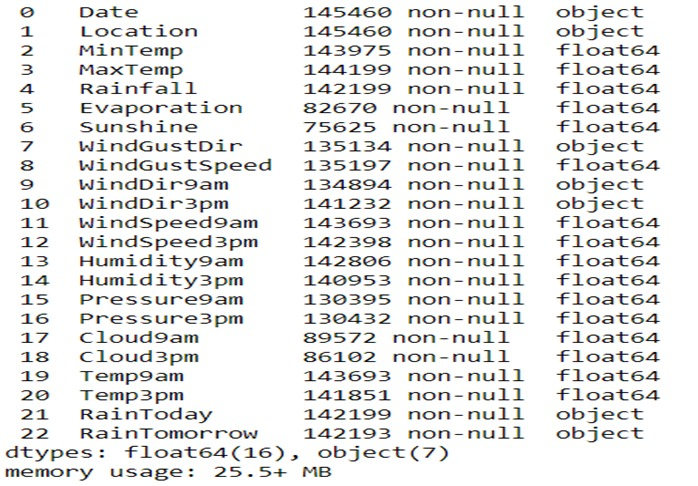 0 Date 145460 non-null object
1 Location 145460 non-null object
2 MinTemp 143975 non-null float64
3 MaxTemp 144199 non-null float64
4 Rainfall 142199 non-null float64
5 Evaporation 82670 non-null float64
6 Sunshine 75625 non-null float64
7 WindGustDir 135134 non-null object
8 WindGustSpeed 135197 non-null float64
9 WindDir9am 134894 non-null object
10 WindDir3pm 141232 non-null object
11 WindSpeed9am 143693 non-null float64
12 WindSpeed3pm 142398 non-null float64
13 Humidity9am 142806 non-null float64
14 Humidity3pm 140953 non-null float64
15 Pressure9am 130395 non-null float64
16 Pressure3pm 130432 non-null float64
17 Cloud9am 89572 non-null float64
18 Cloud3pm 86102 non-null float64
19 Temp9am 143693 non-null float64
20 Temp3pm 141851 non-null float64
21 RainToday 142199 non-null object
22 RainTomorrow 142193 non-null object
dtypes: float64(16), object(7)
memory usage: 25.5+ MB